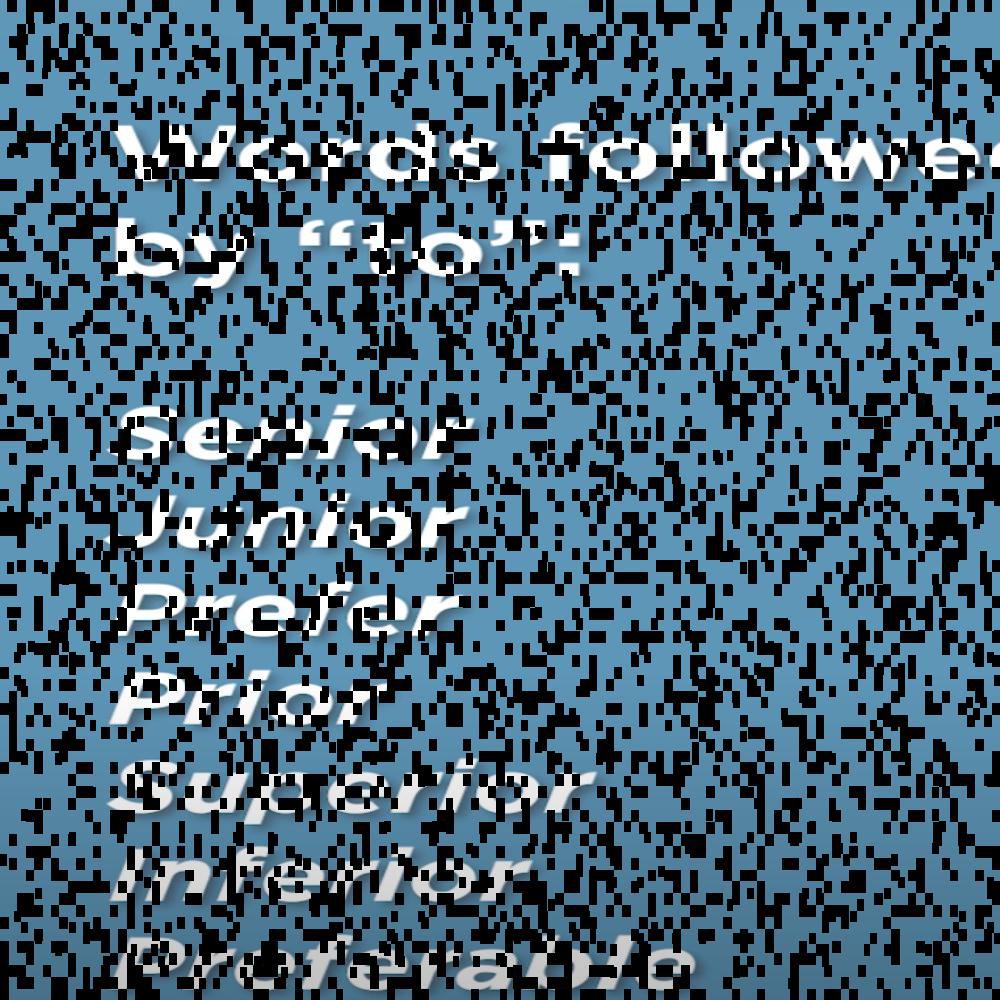 Words followed
by “to”:
Senior
Junior
Prefer
Prior
Superior
Inferior
Preferable